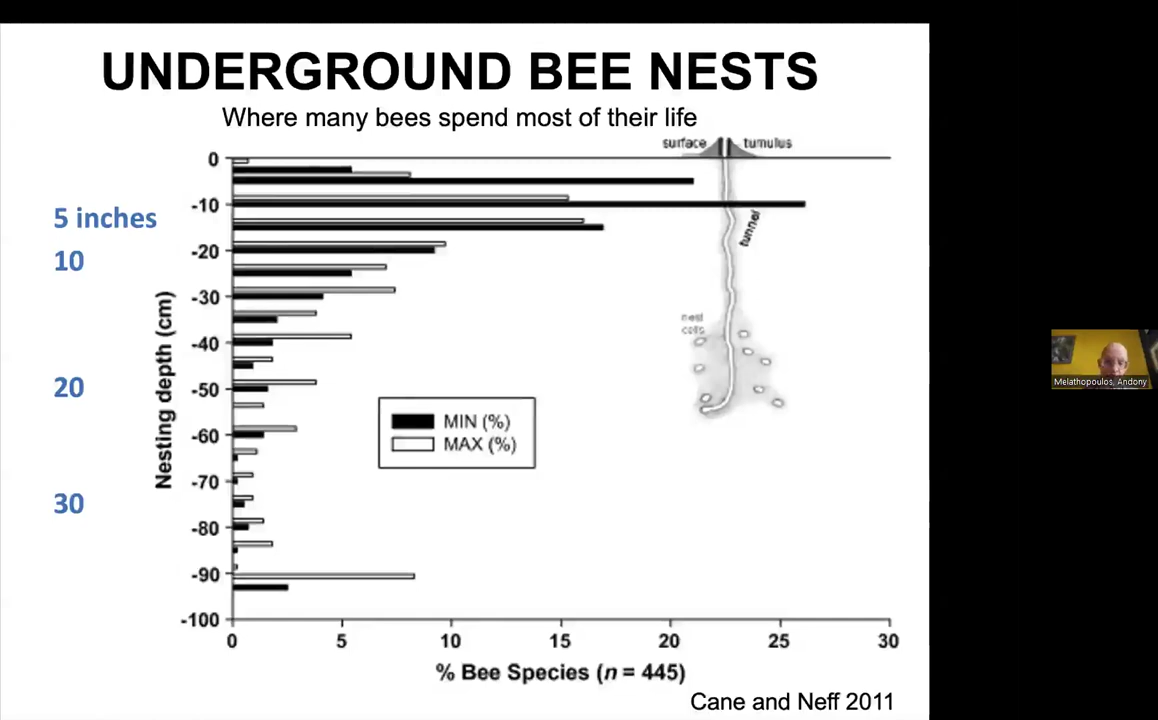 UNDERGROUND BEE NESTS
Where many bees spend most of their life
surface tumulus
tunnel
nest
cells
5 inches
10
20
30
Nesting depth (cm)
0
-10
-20
-30
-40
-50
-60
-70
-80
-90
-100
MIN (%)
MAX (%)
0 5 10 15 20 25 30
% Bee Species (n = 445)
Cane and Neff 2011
Melathopoulos, Andony